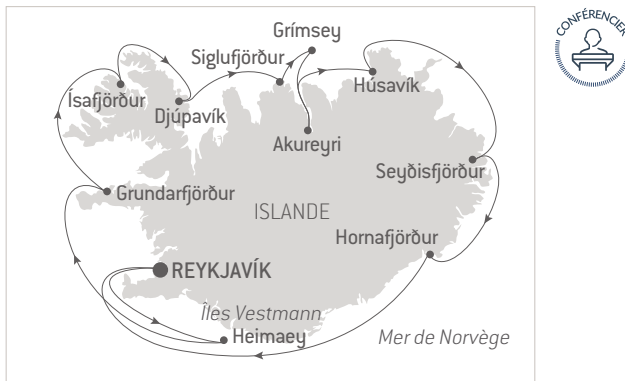 CONFÉRENCIER
Grímsey
Siglufjörður
Húsavík
Ísafjörður
Djúpavík
Akureyri
Seyðisfjörður
Grundarfjörður
ISLANDE
Hornafjörður
REYKJAVÍK
Îles Vestmann
Heimaey
Mer de Norvège